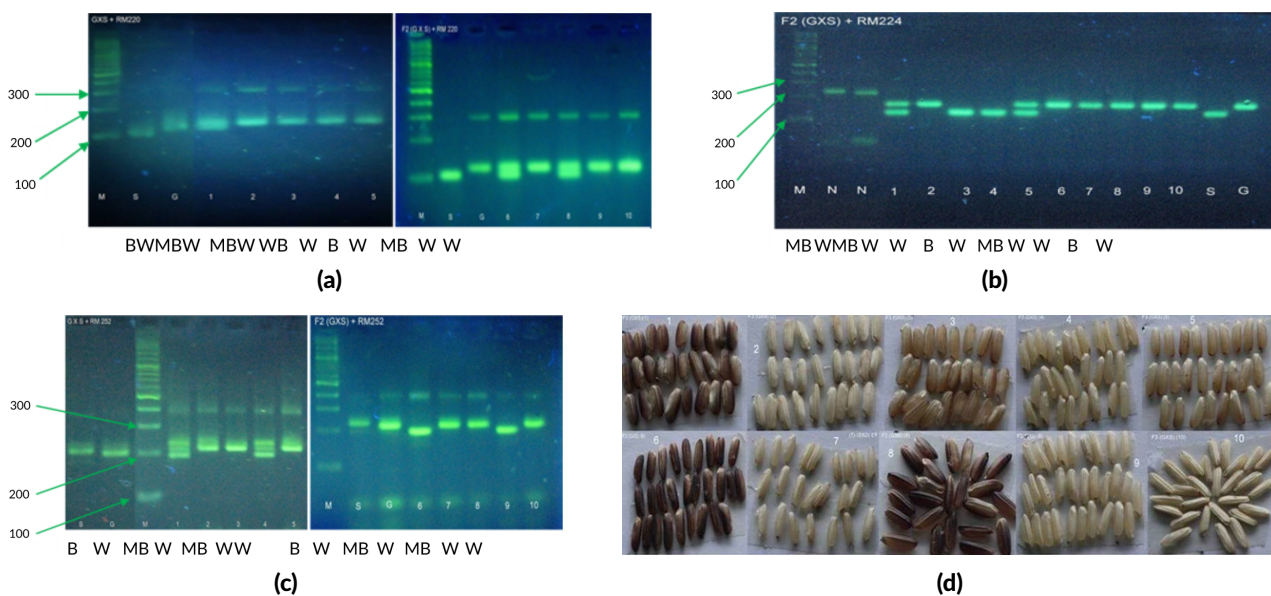 GXS + RM220
F2 (G X S) + RM 220
300
200
100
M S G 1 2 3 4 5
M S G 6 7 8 9 10
BWMBW MBW WB W B W MB W W
(a)
F2 (GXS) + RM224
300
200
100
M N N 1 2 3 4 5 6 7 8 9 10 S G
MB WMB W W B W MB W W B W
(b)
G X S + RM 252
F2 (GXS) + RM252
300
200
100
S G M 1 2 3 4 5
M S G 6 7 8 9 10
B W MB W MB WW B W MB W MB W W
(c)
1
2
3
4
5
6
7
8
9
F2 (GXS) (10)
10
(d)